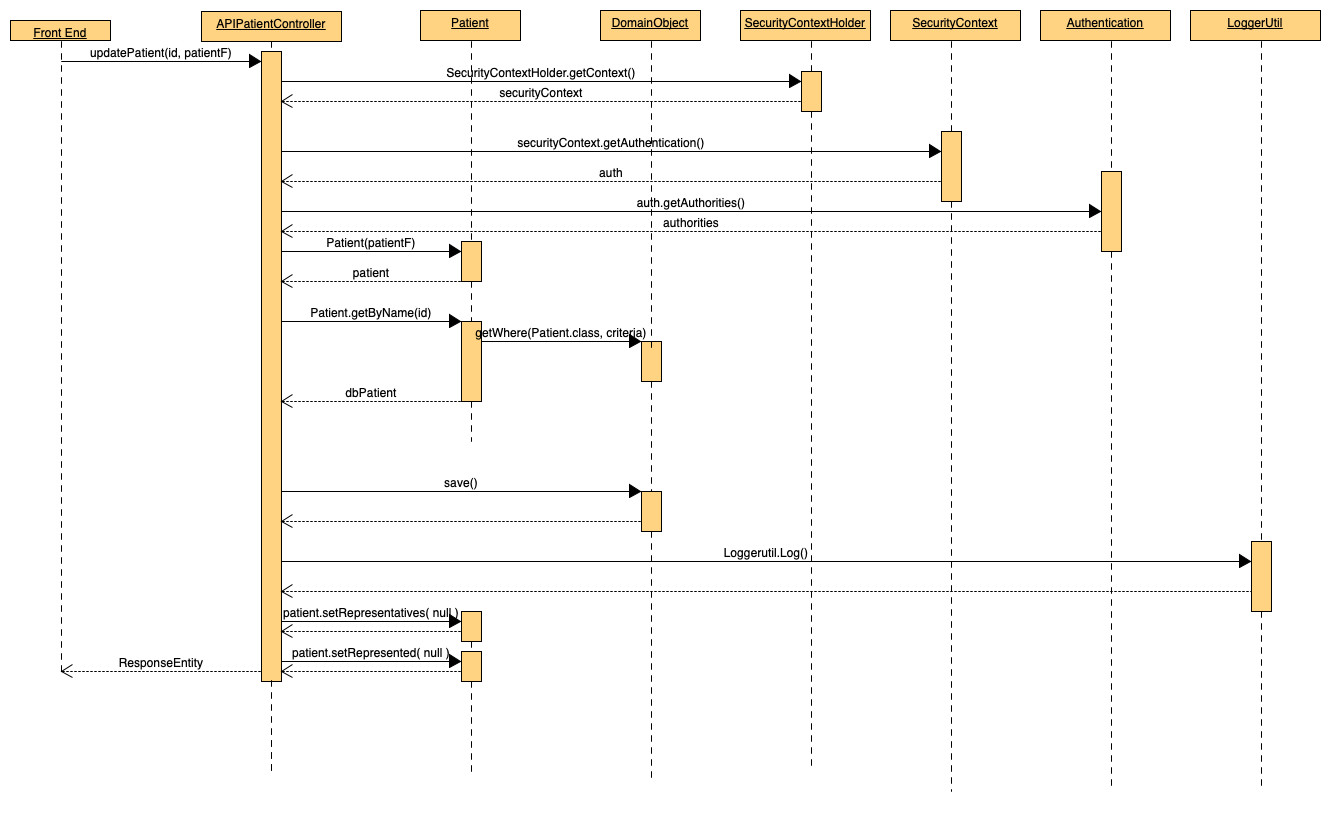 Front End
APIPatientController
Patient
DomainObject
SecurityContextHolder
SecurityContext
Authentication
LoggerUtil
updatePatient(id, patientF)
SecurityContextHolder.getContext()
securityContext
securityContext.getAuthentication()
auth
auth.getAuthorities()
authorities
Patient(patientF)
patient
Patient.getByName(id)
getWhere(Patient.class, criteria)
dbPatient
save()
Loggerutil.Log()
patient.setRepresentatives( null )
patient.setRepresented( null )
ResponseEntity